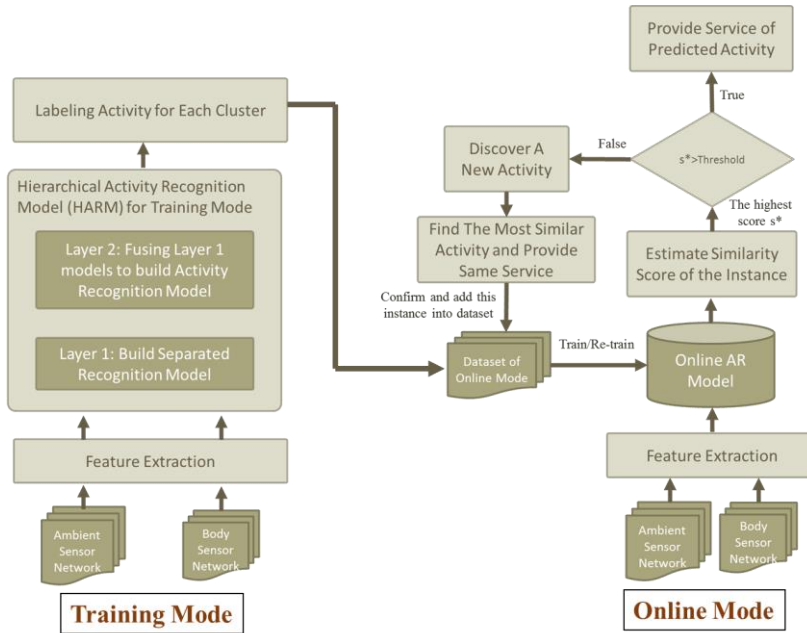 Labeling Activity for Each Cluster
Hierarchical Activity Recognition
Model (HARM) for Training Mode
Layer 2: Fusing Layer 1
models to build Activity
Recognition Model
Layer 1: Build Separated
Recognition Model
Feature Extraction
Ambient
Sensor
Network
Body
Sensor
Network
Training Mode
Provide Service of
Predicted Activity
True
False
s*>Threshold
Discover A
New Activity
The highest
score s*
Find The Most Similar
Activity and Provide
Same Service
Estimate Similarity
Score of the Instance
Confirm and add this
instance into dataset
Dataset of
Online Mode
Train/Re-train
Online AR
Model
Feature Extraction
Ambient
Sensor
Network
Body
Sensor
Network
Online Mode